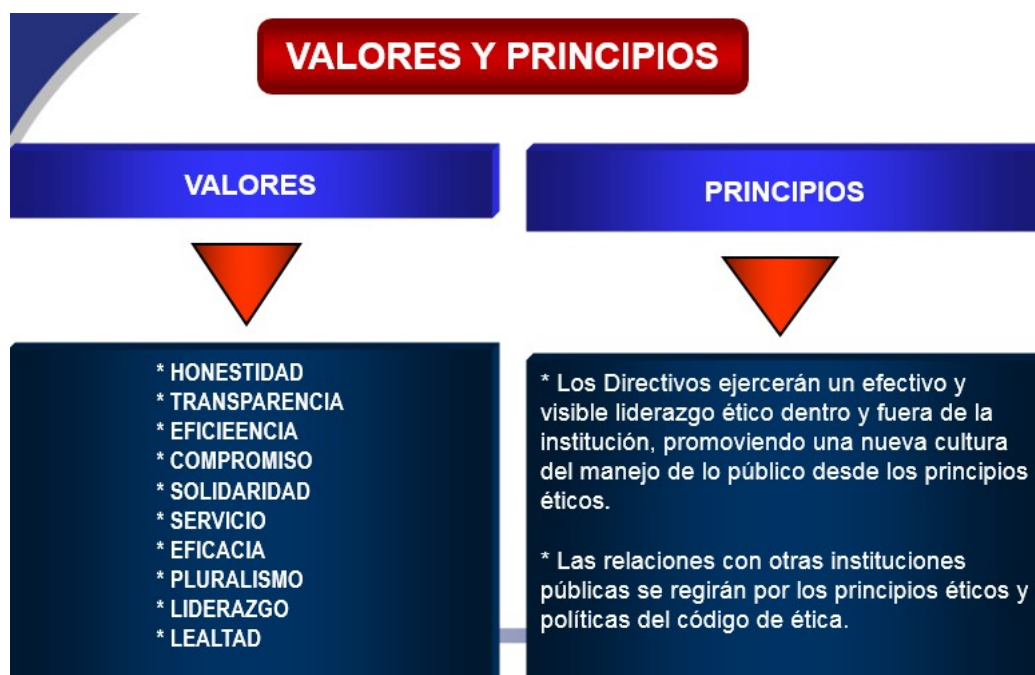 VALORES Y PRINCIPIOS
VALORES
* HONESTIDAD
* TRANSPARENCIA
* EFICIEENCIA
* COMPROMISO
* SOLIDARIDAD
* SERVICIO
* EFICACIA
* PLURALISMO
* LIDERAZGO
* LEALTAD
PRINCIPIOS
* Los Directivos ejercerán un efectivo y
visible liderazgo ético dentro y fuera de la
institución, promoviendo una nueva cultura
del manejo de lo público desde los principios
éticos.
* Las relaciones con otras instituciones
públicas se regirán por los principios éticos y
políticas del código de ética.